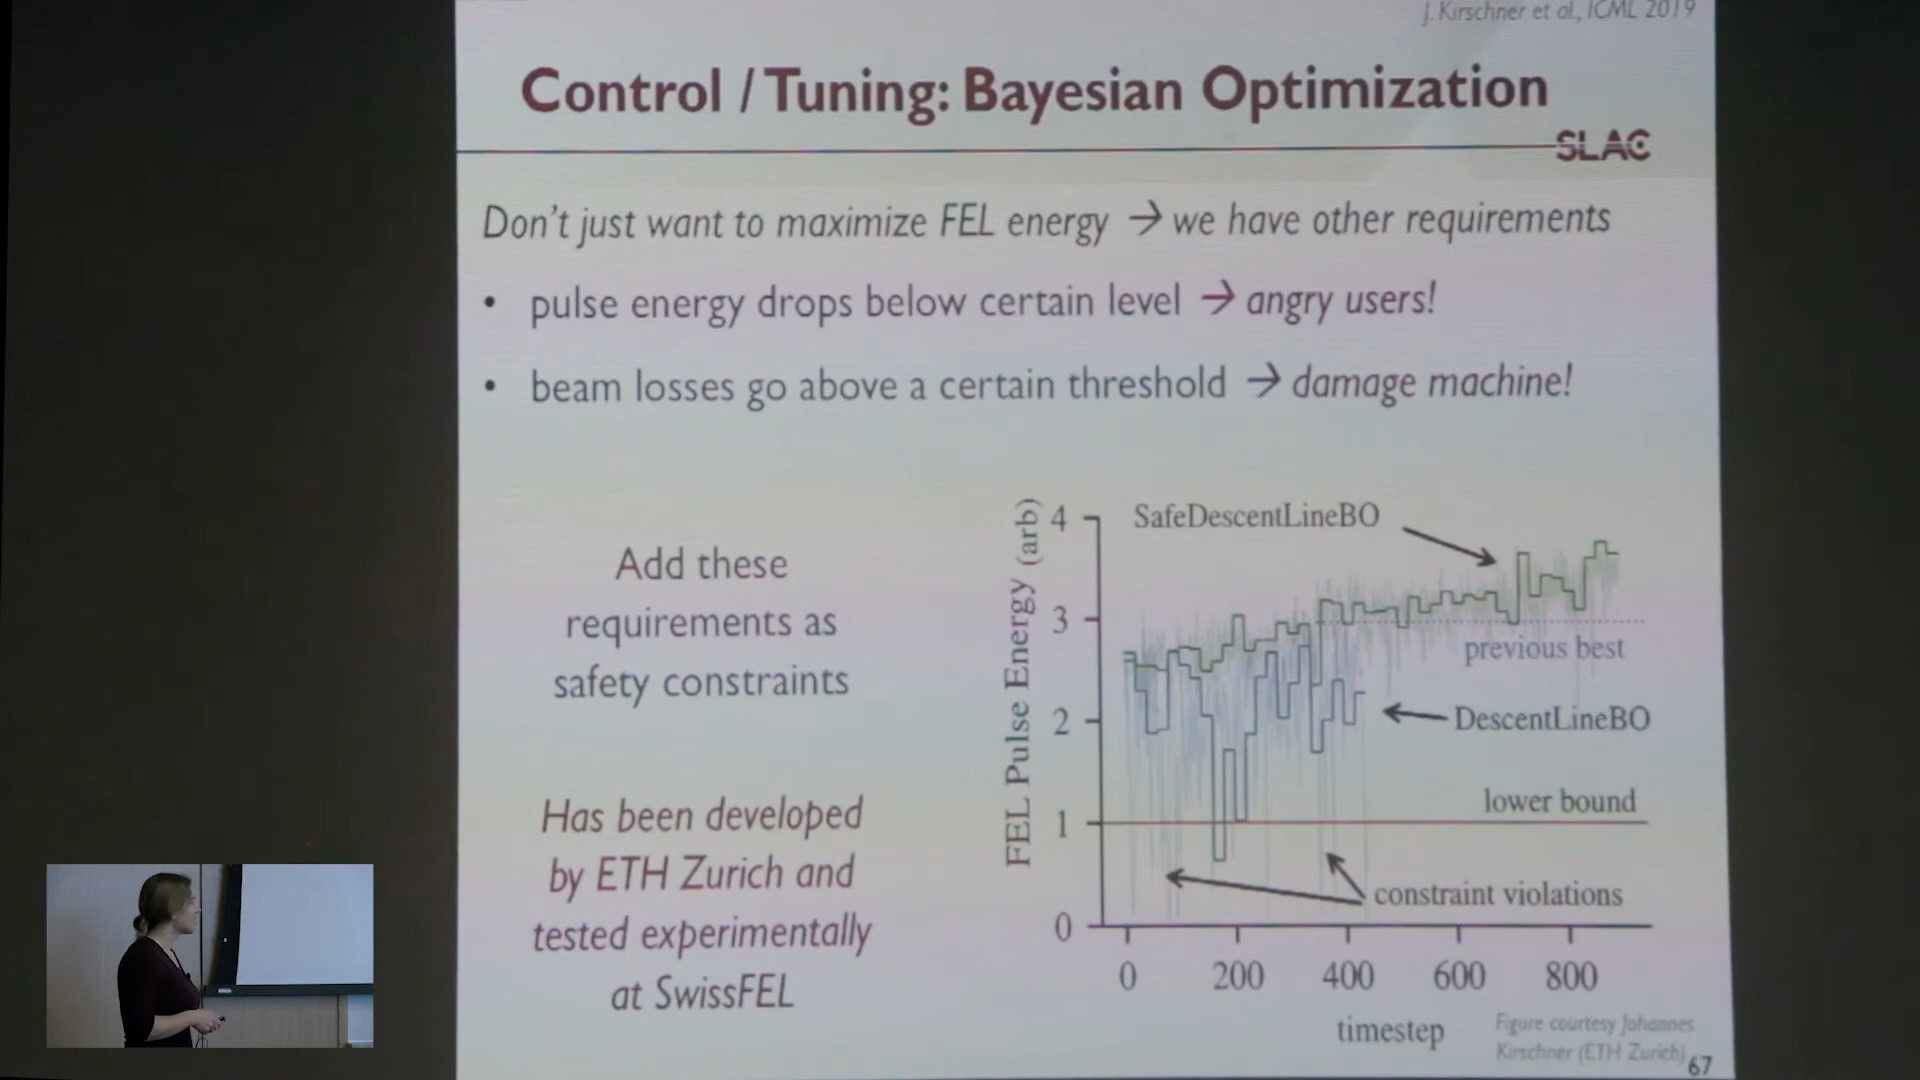 J. Kirschner et al., ICML 2019
Control / Tuning: Bayesian Optimization
SLAC
Don't just want to maximize FEL energy → we have other requirements
• pulse energy drops below certain level → angry users!
• beam losses go above a certain threshold → damage machine!
Add these
requirements as
safety constraints
Has been developed
by ETH Zurich and
tested experimentally
at SwissFEL
FEL Pulse Energy (arb)
4
3
2
1
0
SafeDescentLineBO
previous best
DescentLineBO
lower bound
constraint violations
0 200 400 600 800
timestep
Figure courtesy Johannes
Kirschner (ETH Zurich)
67